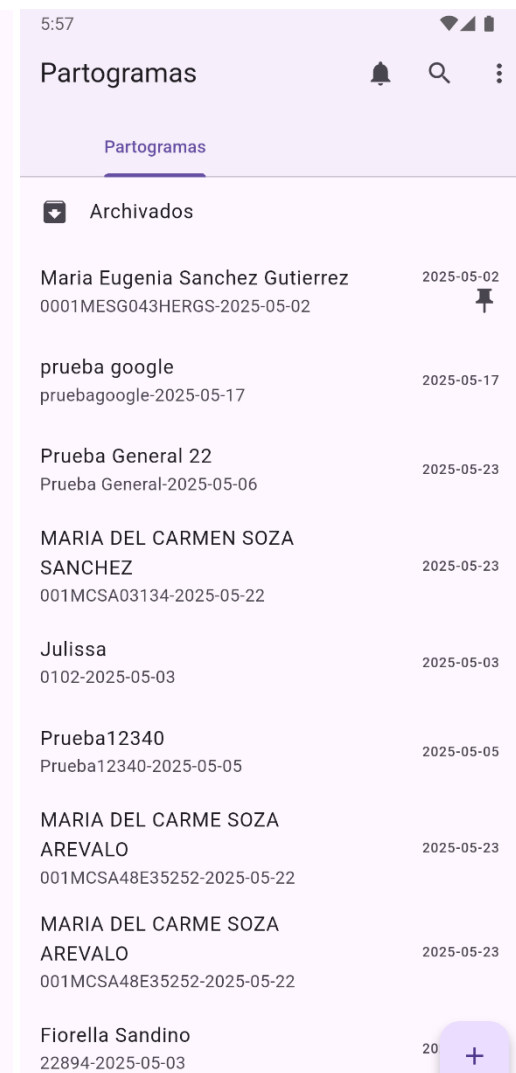 5:57
Partogramas
Partogramas
Archivados
Maria Eugenia Sanchez Gutierrez
2025-05-02
0001MESG043HERGS-2025-05-02
prueba google
2025-05-17
pruebagoogle-2025-05-17
Prueba General 22
2025-05-23
Prueba General-2025-05-06
MARIA DEL CARMEN SOZA
SANCHEZ
2025-05-23
001MCSA03134-2025-05-22
Julissa
2025-05-03
0102-2025-05-03
Prueba12340
2025-05-05
Prueba12340-2025-05-05
MARIA DEL CARME SOZA
AREVALO
2025-05-23
001MCSA48E35252-2025-05-22
MARIA DEL CARME SOZA
AREVALO
2025-05-23
001MCSA48E35252-2025-05-22
Fiorella Sandino
20
22894-2025-05-03
+